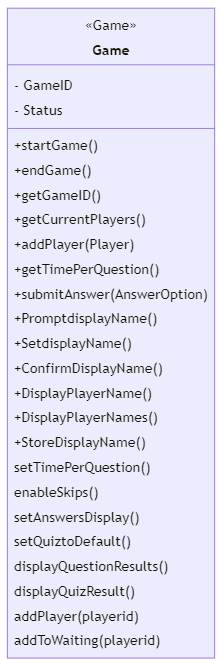 «Game»
Game
- GameID
- Status
+startGame()
+endGame()
+getGameID()
+getCurrentPlayers()
+addPlayer(Player)
+getTimePerQuestion()
+submitAnswer(AnswerOption)
+PromptdisplayName()
+SetdisplayName()
+ConfirmDisplayName()
+DisplayPlayerName()
+DisplayPlayerNames()
+StoreDisplayName()
setTimePerQuestion()
enableSkips()
setAnswersDisplay()
setQuiztoDefault()
displayQuestionResults()
displayQuizResult()
addPlayer(playerid)
addToWaiting(playerid)